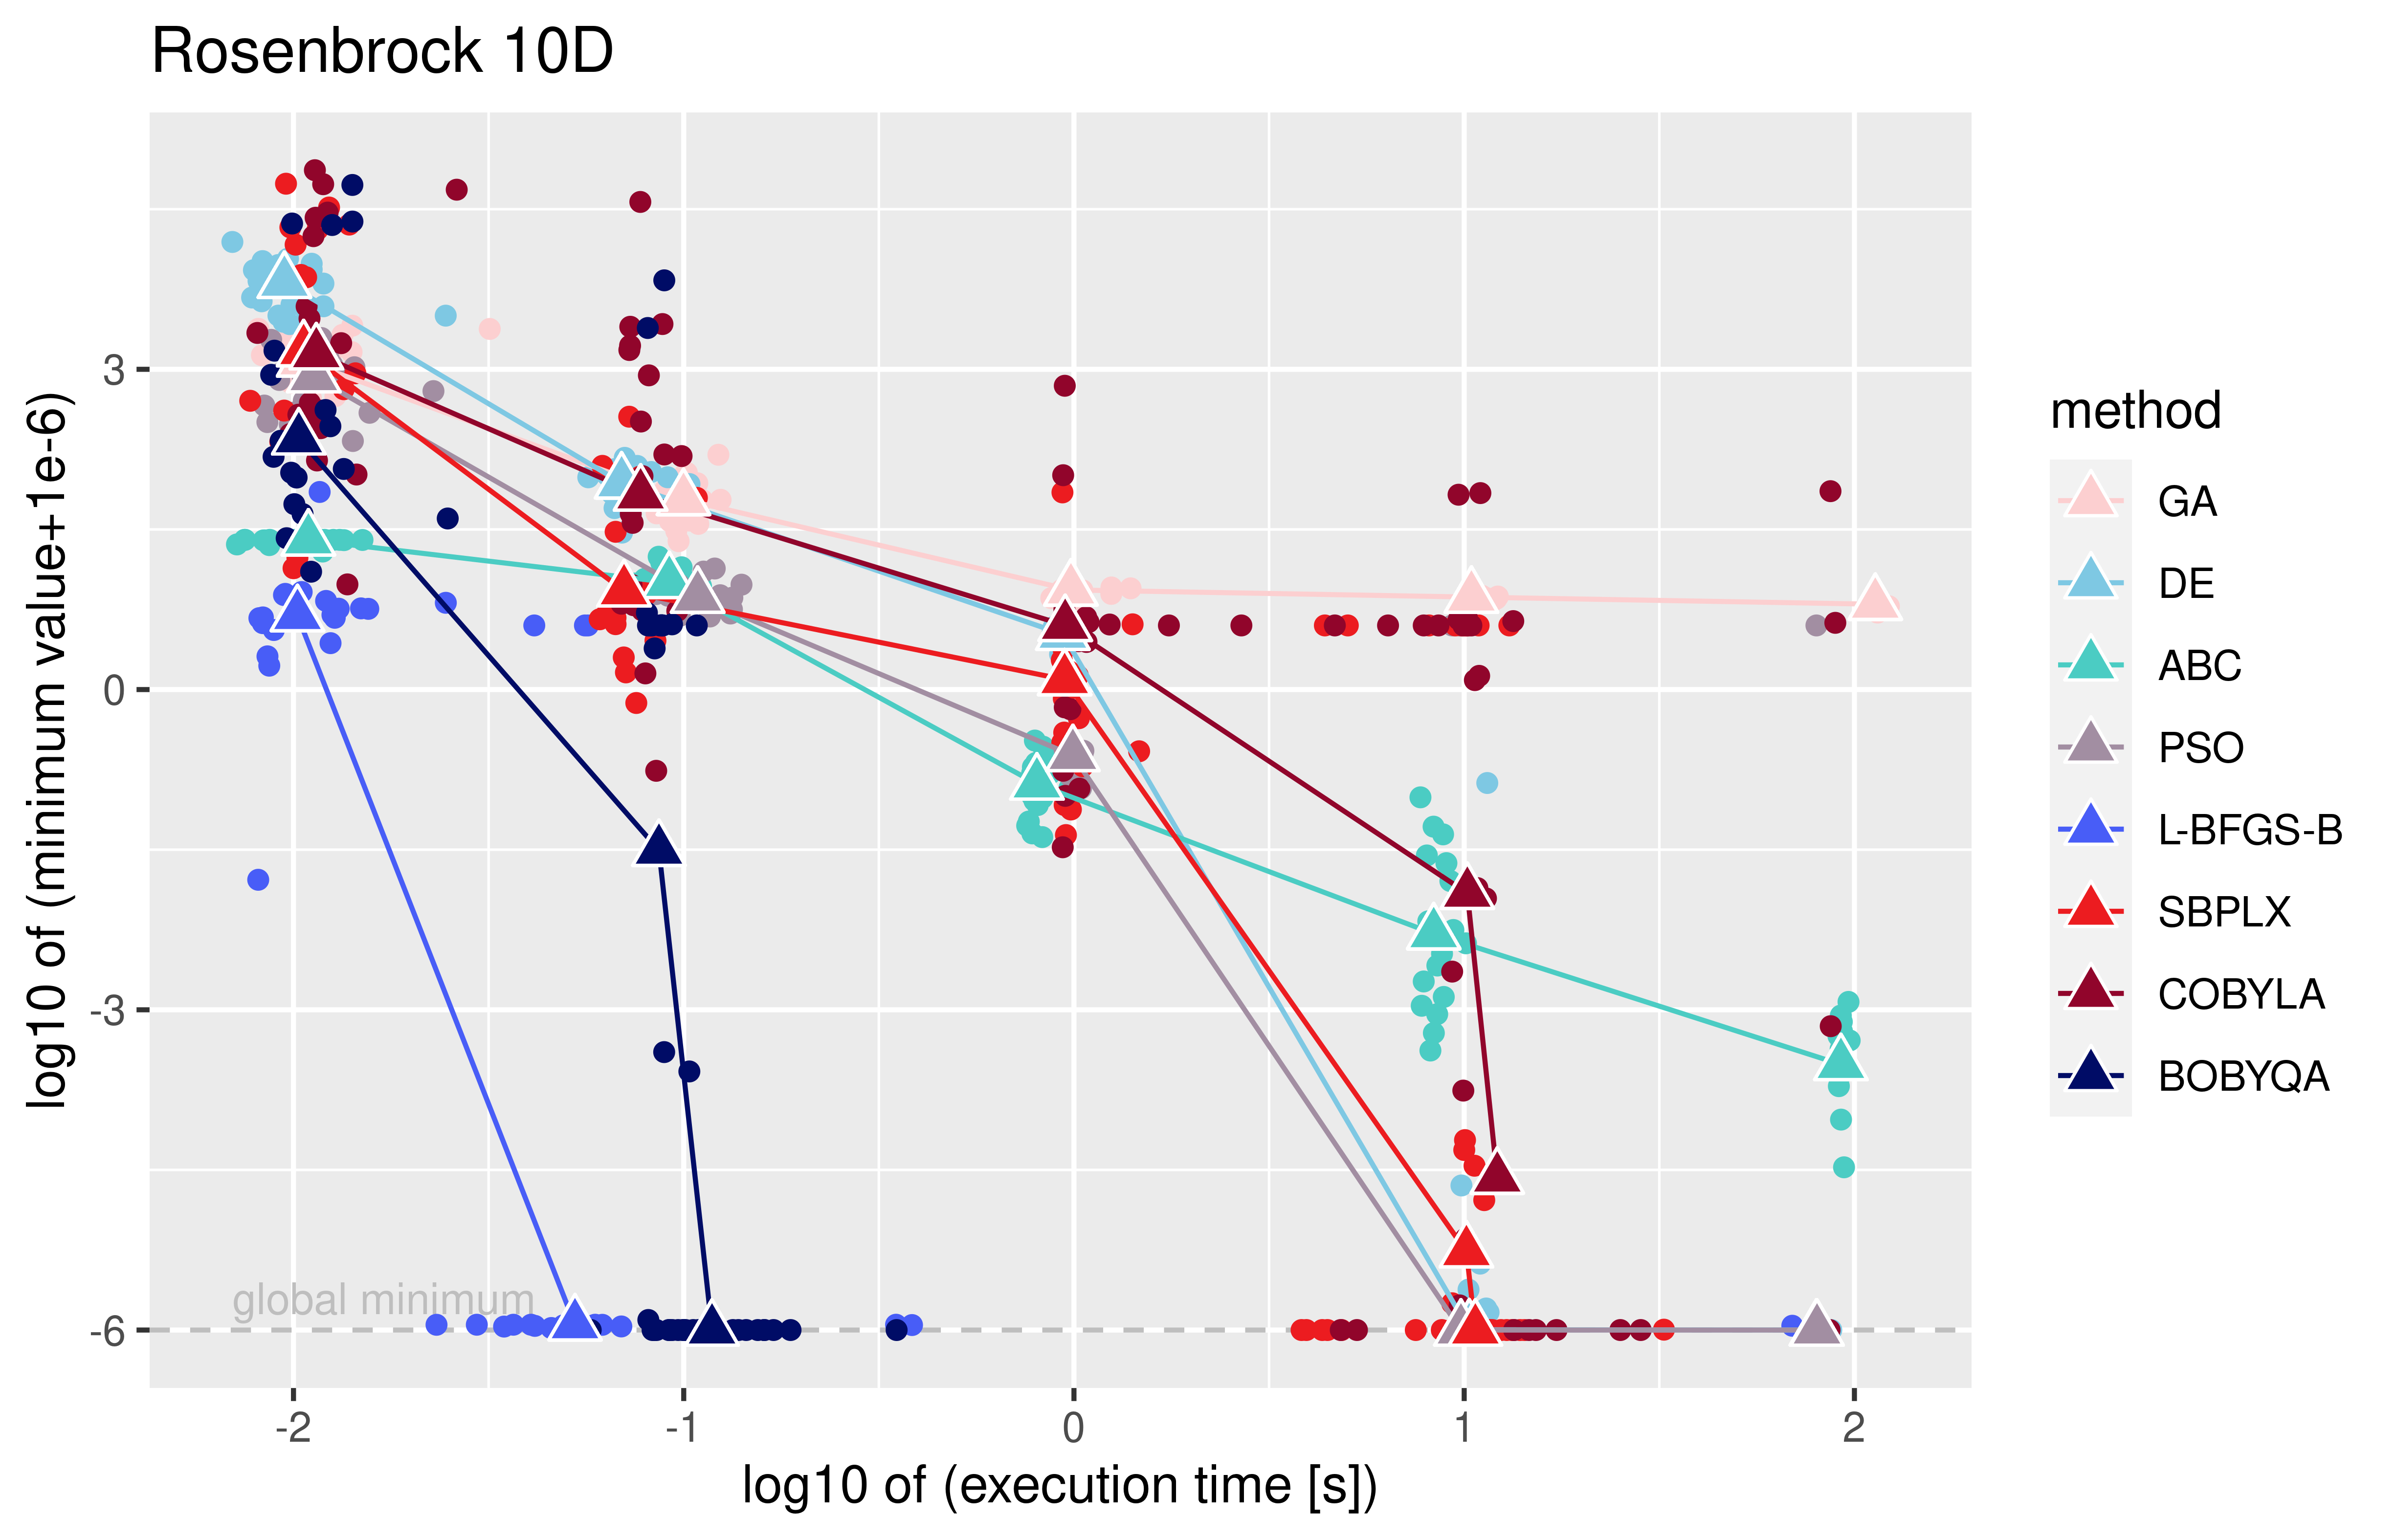 Rosenbrock 10D
log10 of (minimum value+1e-6)
3
0
-3
-6
global minimum
-2
-1
0
1
2
log10 of (execution time [s])
method
GA
DE
ABC
PSO
L-BFGS-B
SBPLX
COBYLA
BOBYQA